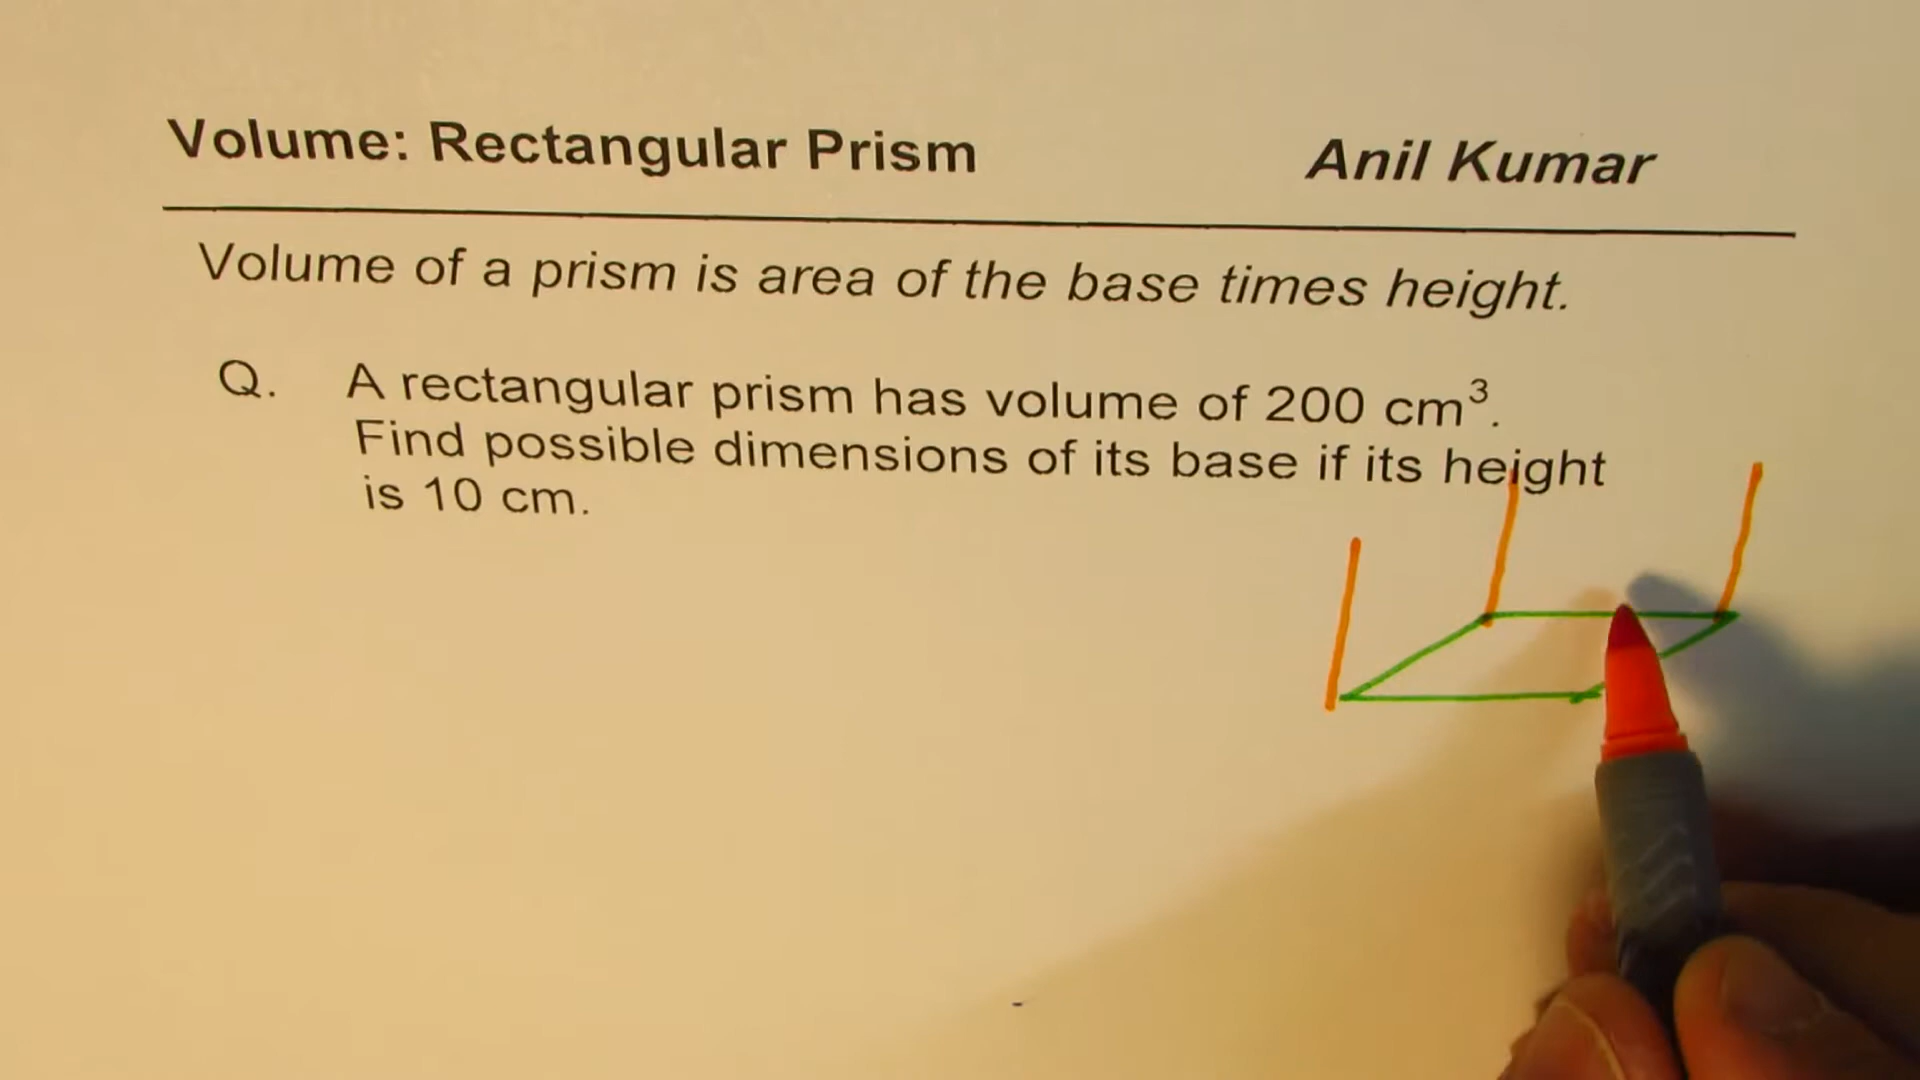 Volume: Rectangular Prism Anil Kumar
Volume of a prism is area of the base times height.
Q. A rectangular prism has volume of 200 cm³.
Find possible dimensions of its base if its height
is 10 cm.